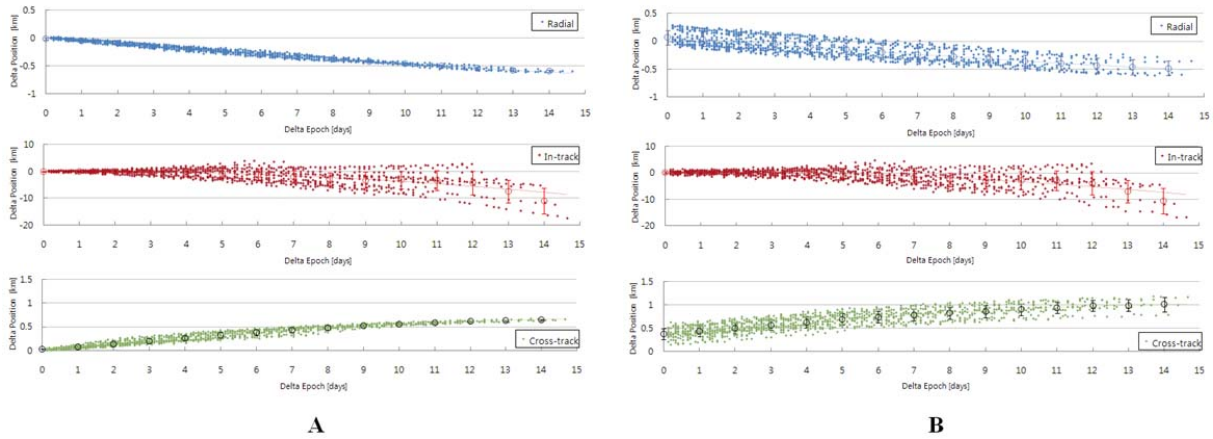 0.5
0
-0.5
-1
Delta Position [km]
Radial
0 1 2 3 4 5 6 7 8 9 10 11 12 13 14 15
Delta Epoch [days]
10
0
-10
-20
Delta Position [km]
In-track
0 1 2 3 4 5 6 7 8 9 10 11 12 13 14 15
Delta Epoch [days]
1.5
1
0.5
0
Delta Position [km]
Cross-track
0 1 2 3 4 5 6 7 8 9 10 11 12 13 14 15
Delta Epoch [days]
A
0.5
0
-0.5
-1
Delta Position [km]
Radial
0 1 2 3 4 5 6 7 8 9 10 11 12 13 14 15
Delta Epoch [days]
10
0
-10
-20
Delta Position [km]
In-track
0 1 2 3 4 5 6 7 8 9 10 11 12 13 14 15
Delta Epoch [days]
1.5
1
0.5
0
Delta Position [km]
Cross-track
0 1 2 3 4 5 6 7 8 9 10 11 12 13 14 15
Delta Epoch [days]
B